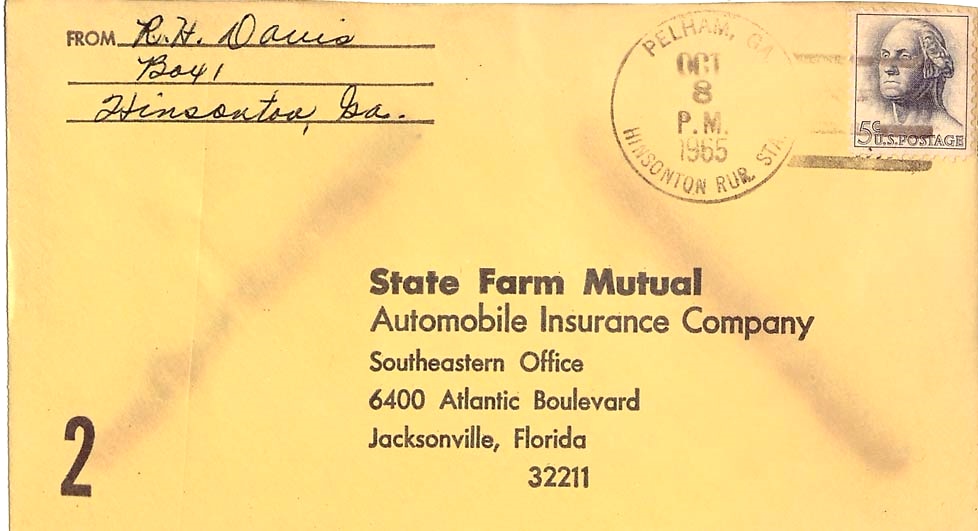 FROM R.H. Davis
Box 1
Hinsonton, Ga.
PELHAM, GA
OCT
8
P.M.
1965
HINSONTON RUR. STA.
5c U.S. POSTAGE
State Farm Mutual
Automobile Insurance Company
Southeastern Office
6400 Atlantic Boulevard
Jacksonville, Florida
32211
2